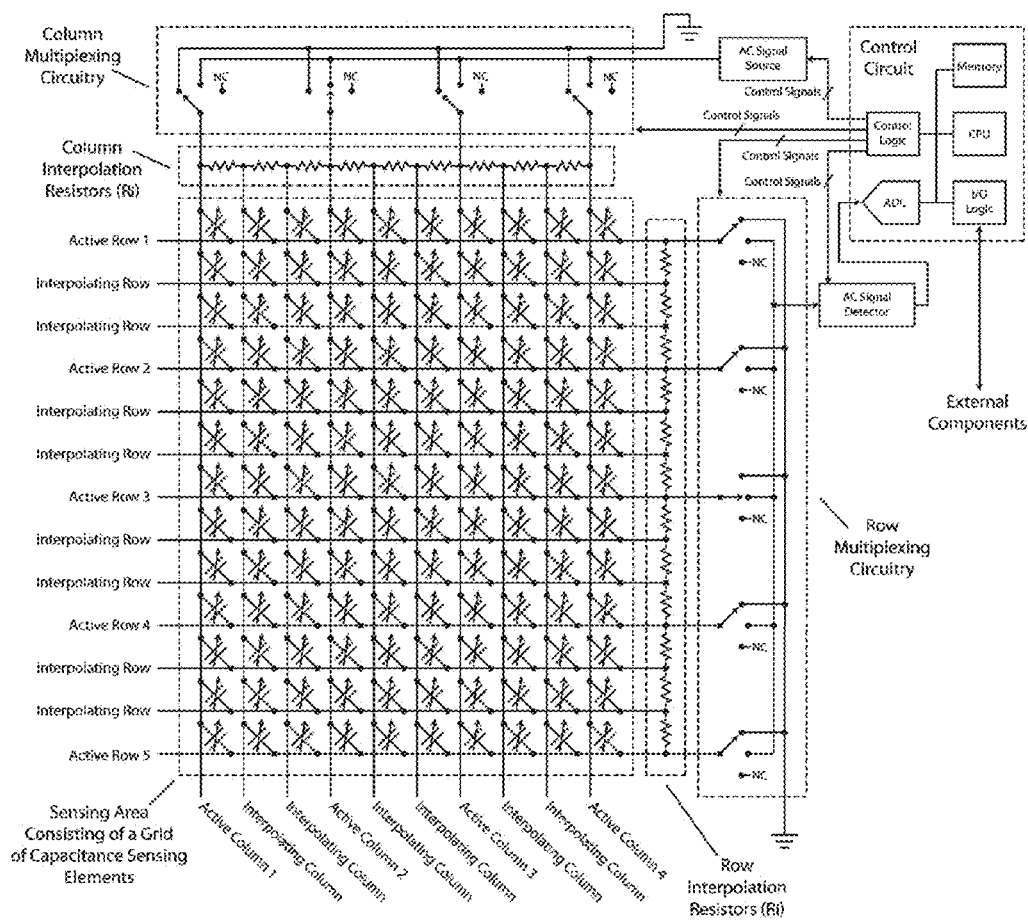 Column
Multiplexing
Circuitry
NC
NC
NC
NC
AC Signal
Source
Control
Circuit
Memory
Control Signals
Control Signals
Control
Logic
CPU
Control Signals
Control Signals
ADC
I/O
Logic
Column
Interpolation
Resistors (Ri)
Active Row 1
NC
Interpolating Row
AC Signal
Detector
Interpolating Row
Active Row 2
NC
Interpolating Row
External
Components
Interpolating Row
Active Row 3
NC
Interpolating Row
Row
Multiplexing
Circuitry
Interpolating Row
Active Row 4
NC
Interpolating Row
Interpolating Row
Active Row 5
NC
Sensing Area
Consisting of a Grid
of Capacitance Sensing
Elements
Active Column 1
Interpolating Column
Interpolating Column
Active Column 2
Interpolating Column
Interpolating Column
Active Column 3
Interpolating Column
Interpolating Column
Active Column 4
Row
Interpolation
Resistors (Ri)